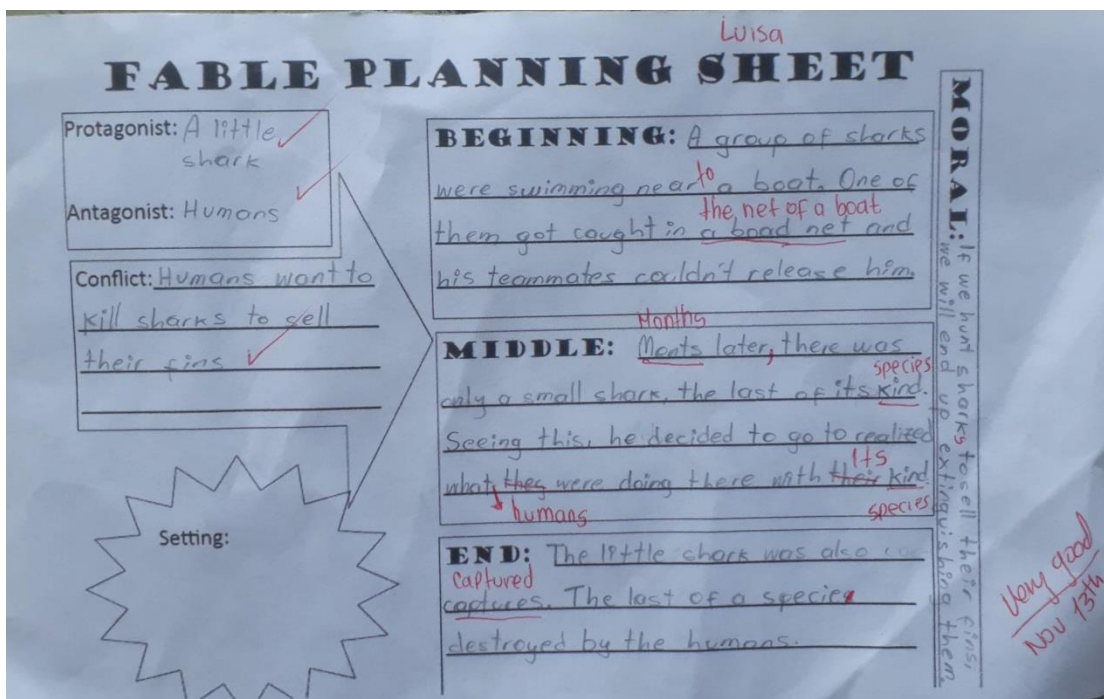 Luisa
FABLE PLANNING SHEET
Protagonist: A little
shark
Antagonist: Humans
Conflict: Humans want to
kill sharks to sell
their fins
Setting:
BEGINNING: A group of sharks
to
were swimming near a boat. One of
the net of a boat
them got caught in a boad net and
his teammates couldn't release him.
Months
MIDDLE: Monts later, there was
species
only a small shark, the last of its kind.
Seeing this, he decided to go to realized
Its
what they were doing there with their kind
humans
species
END: The little shark was also
captured
captures. The last of a species
destroyed by the humans.
MORAL: If we hunt sharks to sell their fins,
we will end up extinguishing them.
Very good
Nov 13th